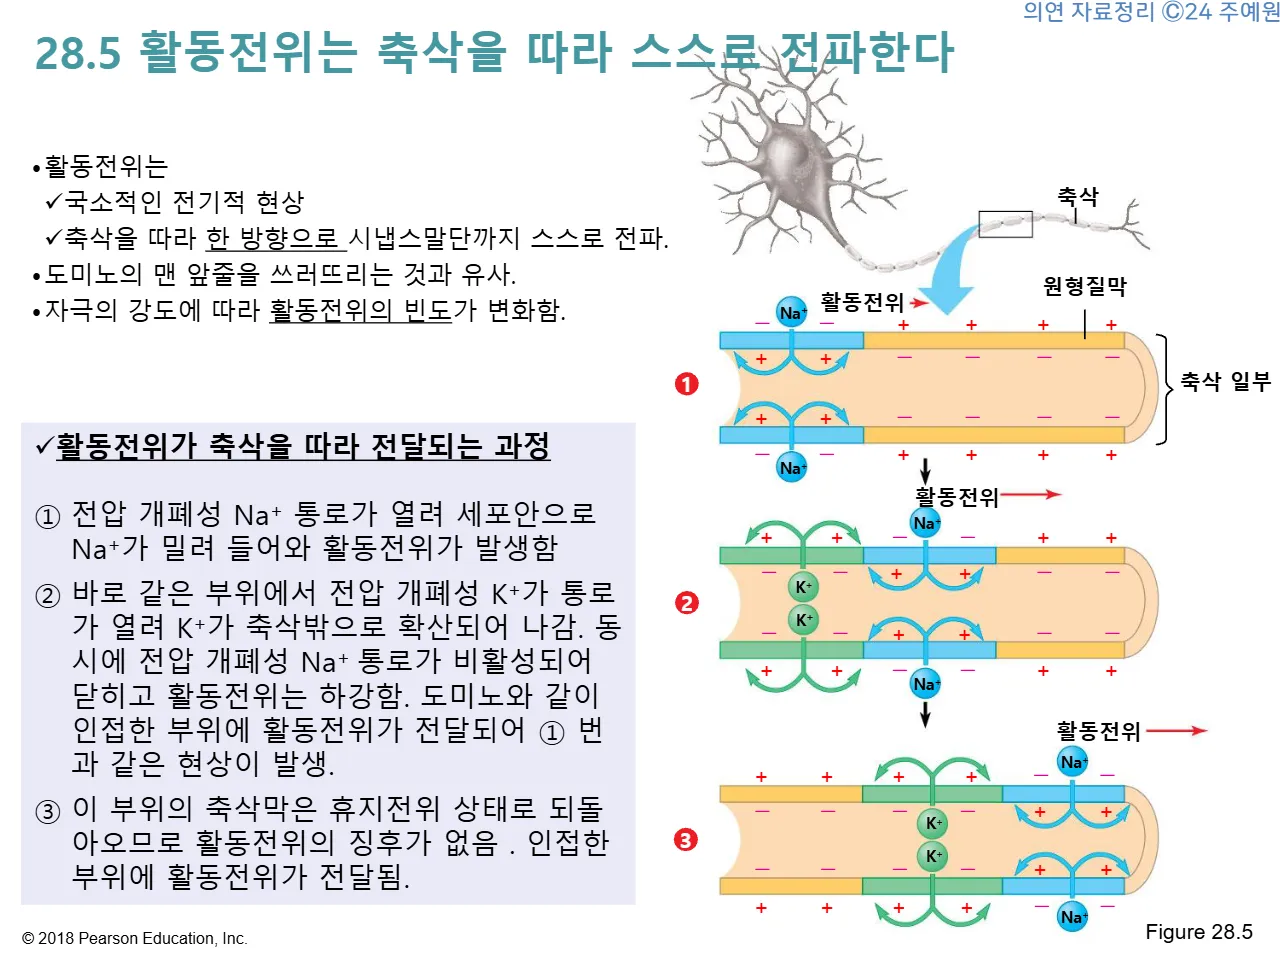 의연 자료정리 ©24 주예원
28.5 활동전위는 축삭을 따라 스스로 전파한다
•활동전위는
✓국소적인 전기적 현상
✓축삭을 따라 한 방향으로 시냅스말단까지 스스로 전파.
•도미노의 맨 앞줄을 쓰러뜨리는 것과 유사.
•자극의 강도에 따라 활동전위의 빈도가 변화함.
✓활동전위가 축삭을 따라 전달되는 과정
① 전압 개폐성 Na⁺ 통로가 열려 세포안으로
Na⁺가 밀려 들어와 활동전위가 발생함
② 바로 같은 부위에서 전압 개폐성 K⁺가 통로
가 열려 K⁺가 축삭밖으로 확산되어 나감. 동
시에 전압 개폐성 Na⁺ 통로가 비활성되어
닫히고 활동전위는 하강함. 도미노와 같이
인접한 부위에 활동전위가 전달되어 ① 번
과 같은 현상이 발생.
③ 이 부위의 축삭막은 휴지전위 상태로 되돌
아오므로 활동전위의 징후가 없음 . 인접한
부위에 활동전위가 전달됨.
축삭
원형질막
활동전위
Na⁺
− − + + + +
+ + − − − −
1
축삭 일부
+ + − − − −
− − + + + +
Na⁺
활동전위
Na⁺
+ + − − + +
− − + + − −
K⁺
2
K⁺
− − + + − −
+ + − − + +
Na⁺
활동전위
Na⁺
+ + + + − −
− − − − + +
K⁺
3
K⁺
− − − − + +
+ + + + − −
Na⁺
© 2018 Pearson Education, Inc.
Figure 28.5